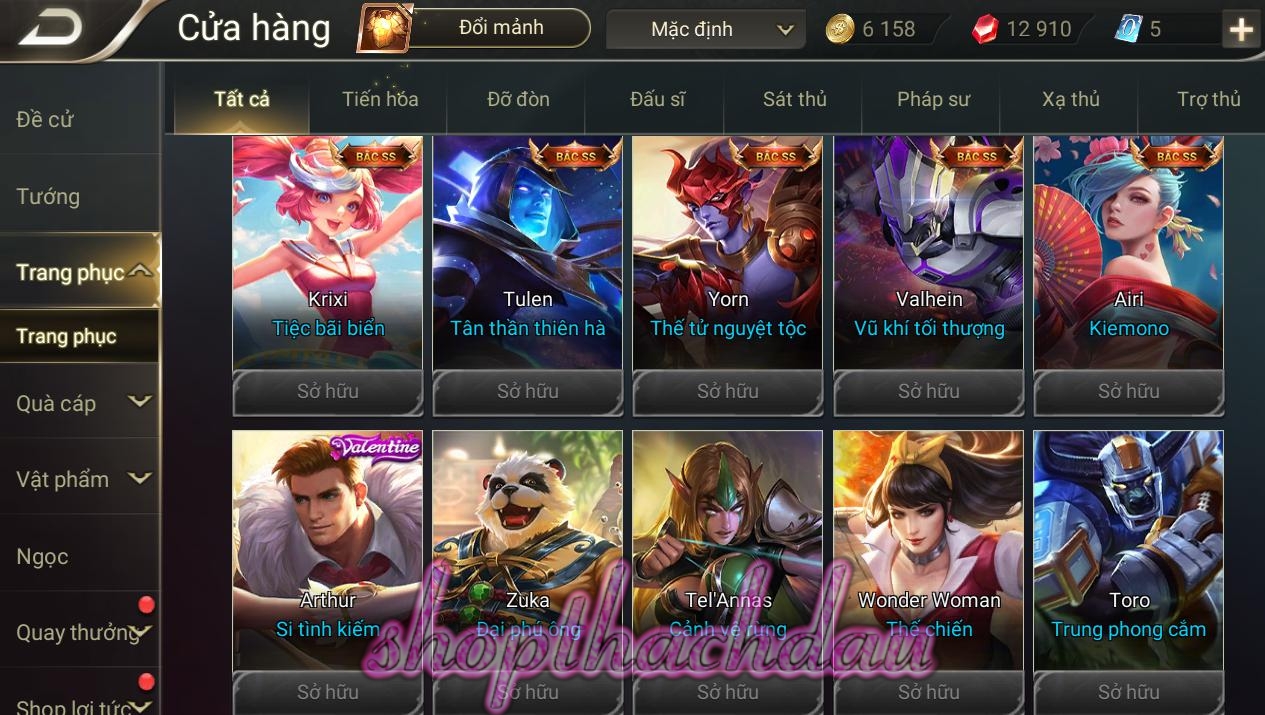 Cửa hàng
Đổi mảnh
Mặc định
6 158
12 910
5
Tất cả
Tiến hóa
Đỡ đòn
Đấu sĩ
Sát thủ
Pháp sư
Xạ thủ
Trợ thủ
Đề cử
Tướng
Trang phục
Trang phục
Quà cáp
Vật phẩm
Ngọc
Quay thưởng
Shop lợi tức
BẬC SS
BẬC SS
BẬC SS
BẬC SS
BẬC SS
Krixi
Tulen
Yorn
Valhein
Airi
Tiệc bãi biển
Tân thần thiên hà
Thế tử nguyệt tộc
Vũ khí tối thượng
Kiemono
Sở hữu
Sở hữu
Sở hữu
Sở hữu
Sở hữu
Valentine
Arthur
Zuka
Tel'Annas
Wonder Woman
Toro
Si tình kiếm
Đại phú ông
Cảnh vệ rừng
Thế chiến
Trung phong cắm
shopthachdau
Sở hữu
Sở hữu
Sở hữu
Sở hữu
Sở hữu